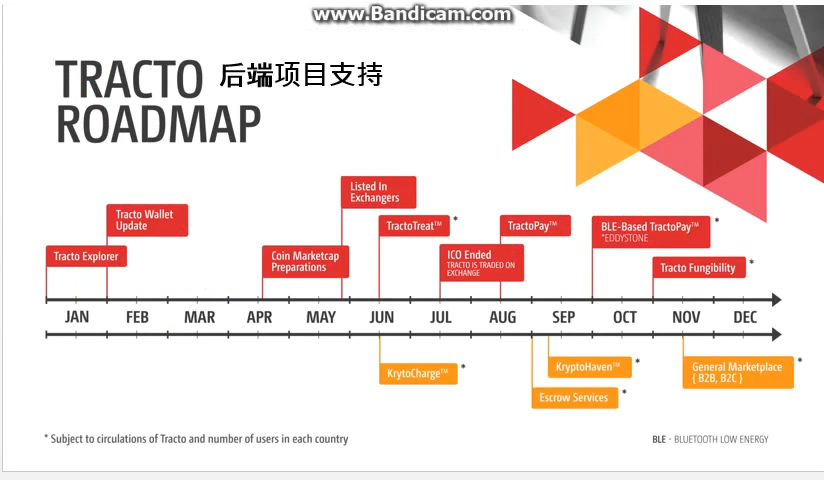 www.Bandicam.com
TRACTO 后端项目支持
ROADMAP
Listed In
Exchangers
Tracto Wallet
Update
TractoTreat™ *
TractoPay™
BLE-Based TractoPay™ *
*EDDYSTONE
Tracto Explorer
Coin Marketcap
Preparations
ICO Ended
TRACTO IS TRADED ON
EXCHANGE
Tracto Fungibility *
JAN FEB MAR APR MAY JUN JUL AUG SEP OCT NOV DEC
KrytoCharge™ *
KryptoHaven™ *
General Marketplace *
( B2B, B2C )
Escrow Services *
* Subject to circulations of Tracto and number of users in each country
BLE - BLUETOOTH LOW ENERGY